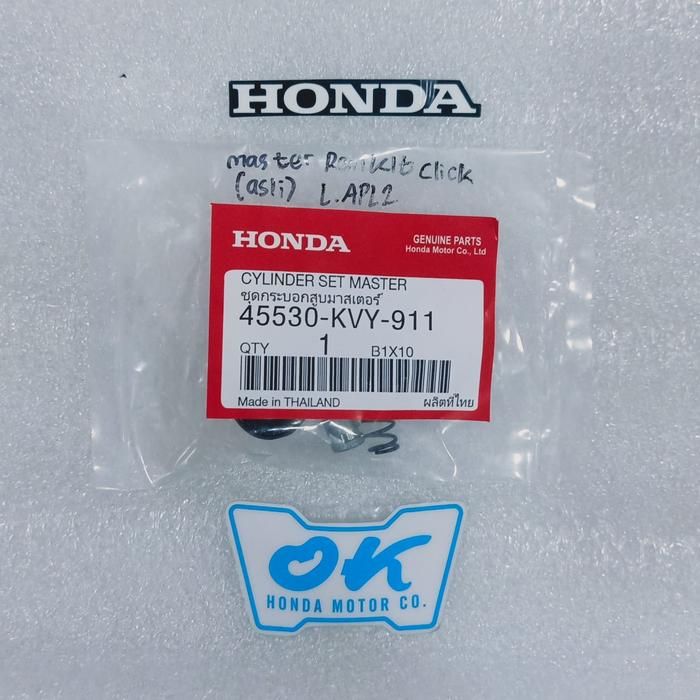 HONDA
master Remklt click
(asli) L.APL2
HONDA
GENUINE PARTS
Honda Motor Co., Ltd
CYLINDER SET MASTER
ชุดกระบอกสูบมาสเตอร์
45530-KVY-911
QTY 1 B1X10
Made in THAILAND ผลิตที่ไทย
OK
HONDA MOTOR CO.